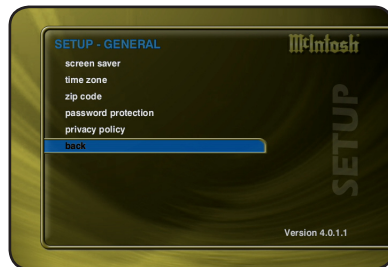 SETUP - GENERAL
McIntosh
screen saver
time zone
zip code
password protection
privacy policy
back
SETUP
Version 4.0.1.1